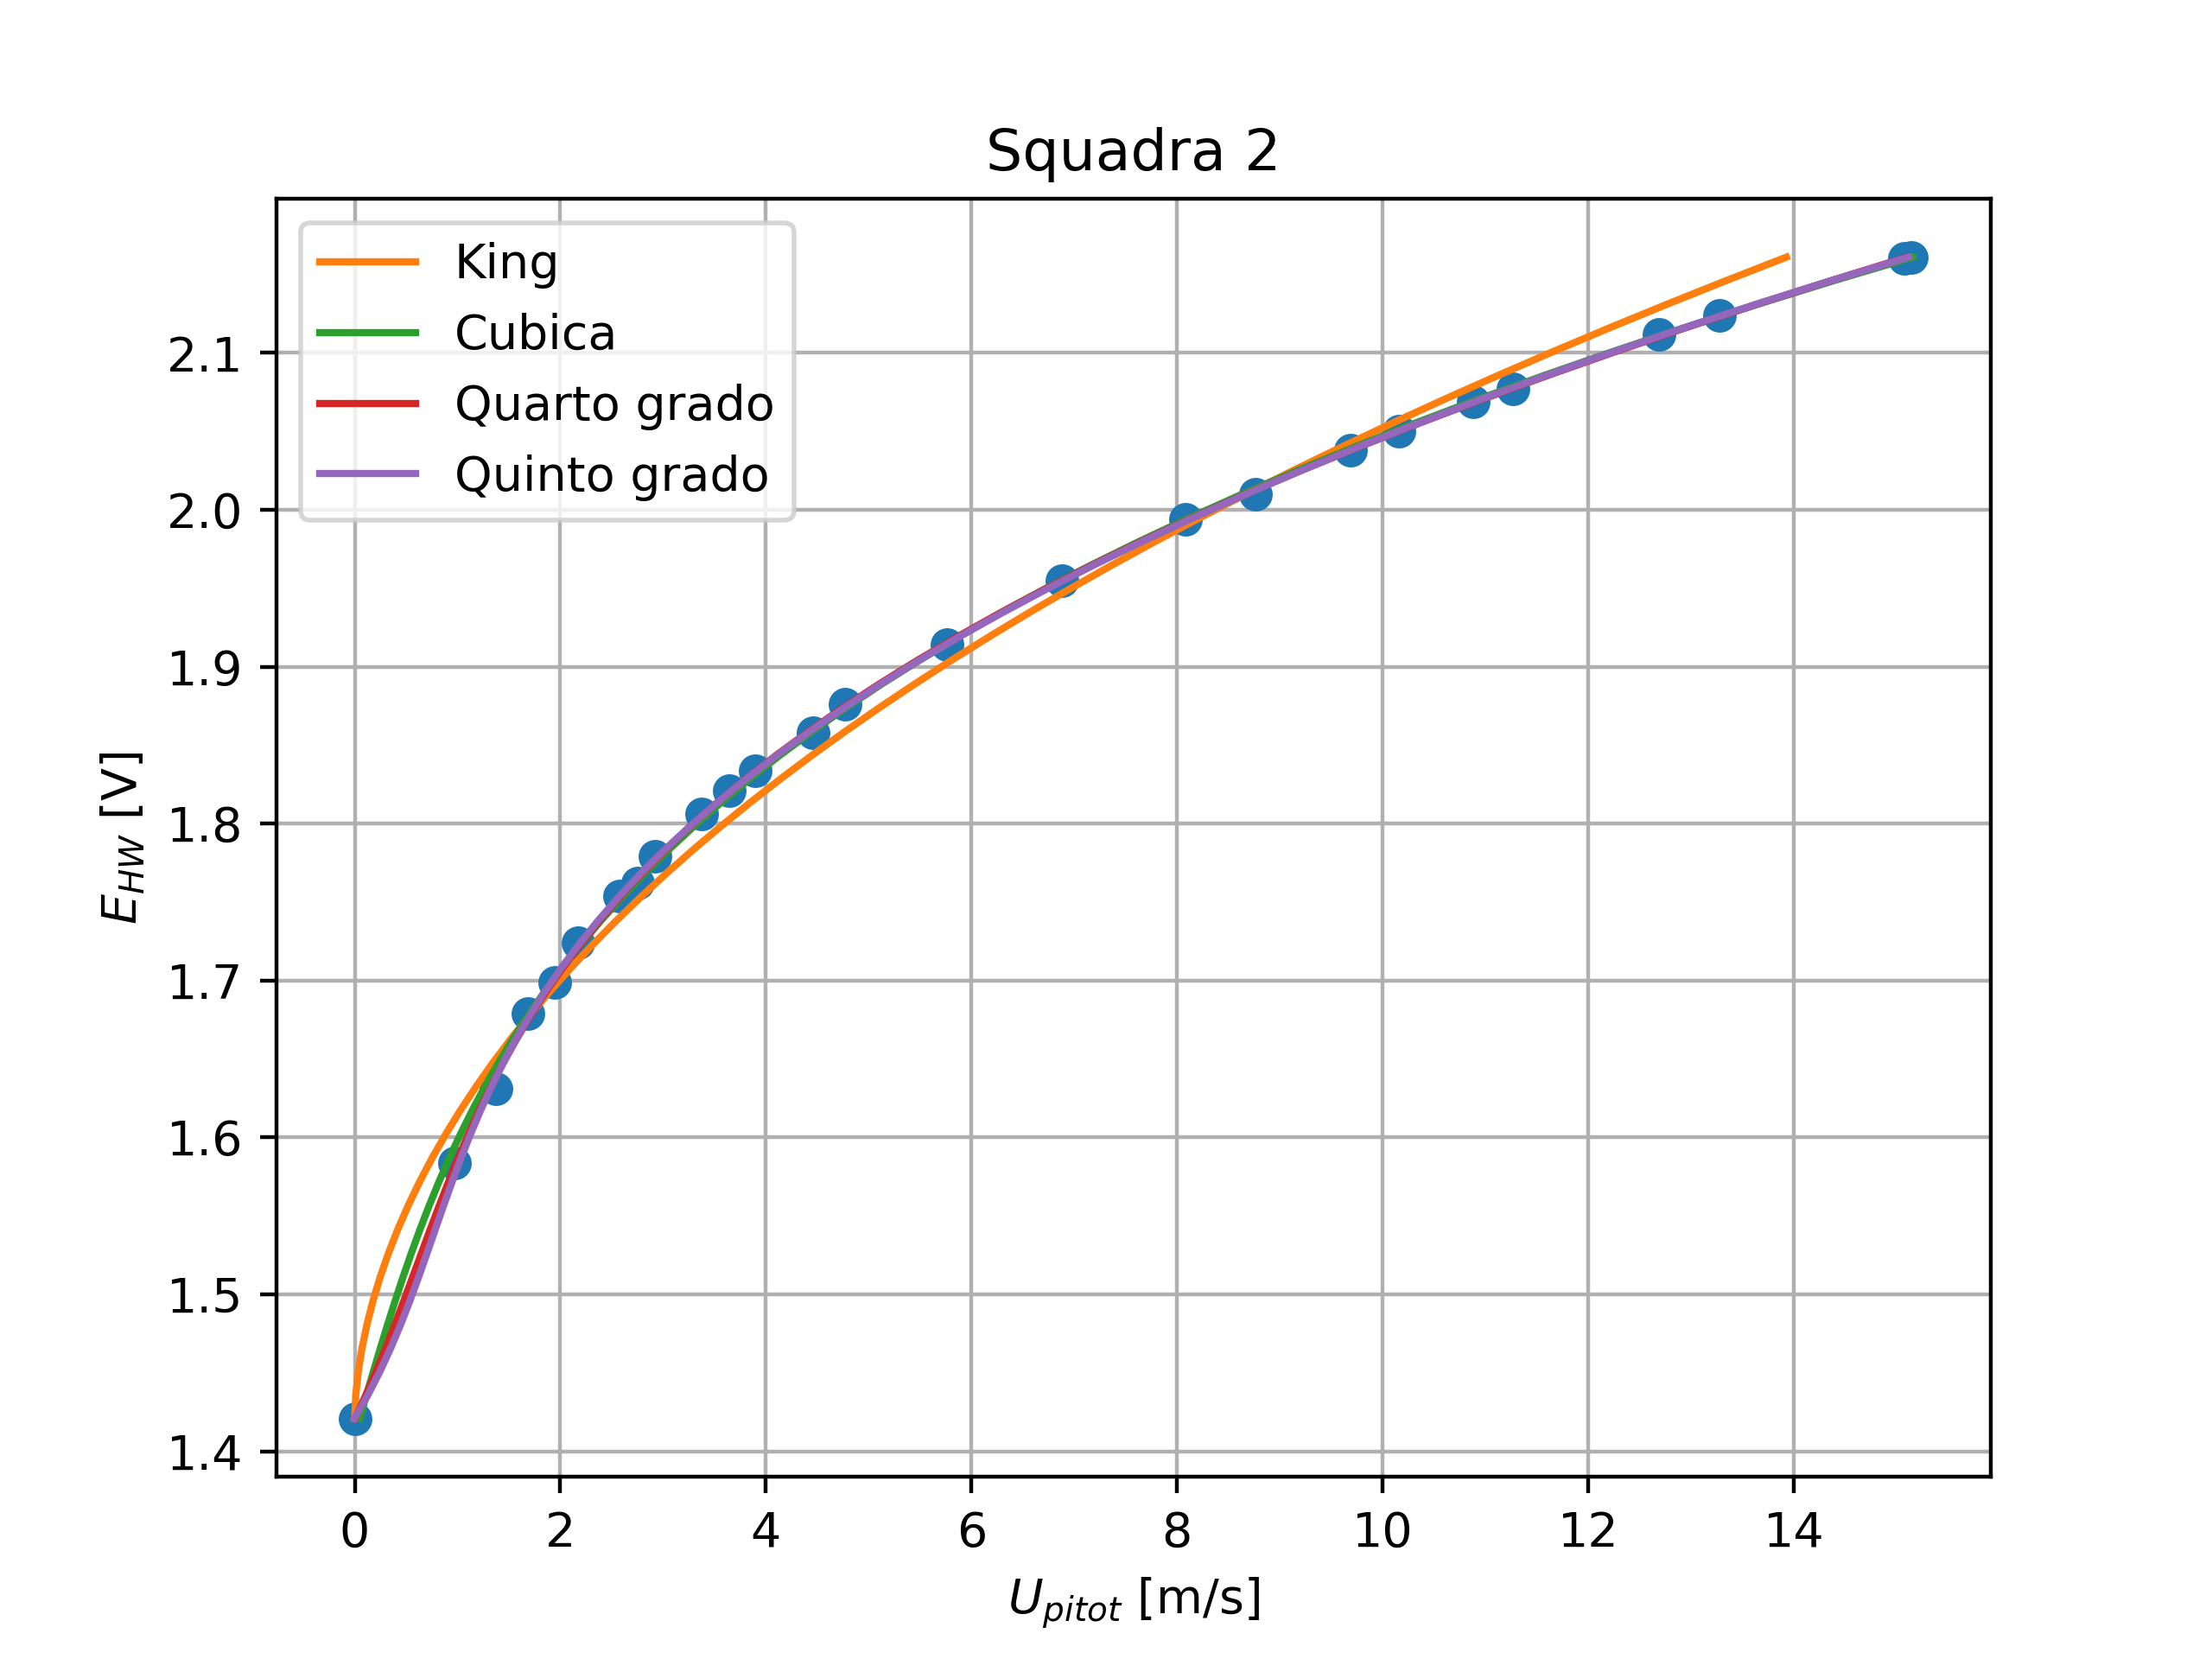 Squadra 2
King
Cubica
Quarto grado
Quinto grado
2.1
2.0
1.9
1.8
1.7
1.6
1.5
1.4
E_HW [V]
0 2 4 6 8 10 12 14
U_pitot [m/s]